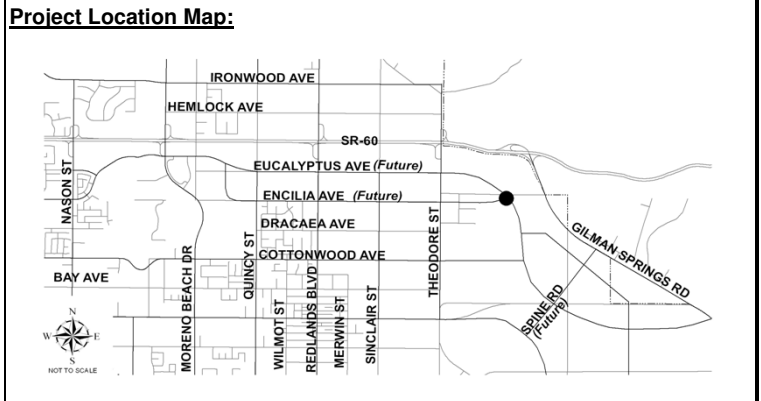 Project Location Map:
IRONWOOD AVE
HEMLOCK AVE
SR-60
EUCALYPTUS AVE (Future)
NASON ST
ENCILIA AVE (Future)
DRACAEA AVE
COTTONWOOD AVE
BAY AVE
MORENO BEACH DR
QUINCY ST
WILMOT ST
REDLANDS BLVD
MERWIN ST
SINCLAIR ST
THEODORE ST
GILMAN SPRINGS RD
SPINE RD
(Future)
N
W E
S
NOT TO SCALE